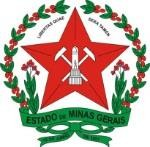 LIBERTAS QUAE SERA TAMEN
ESTADO DE MINAS GERAIS